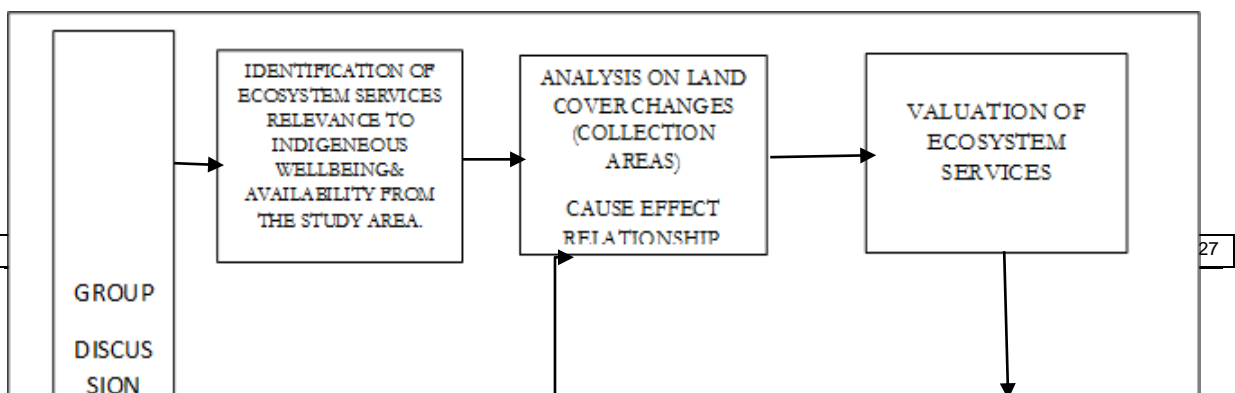 IDENTIFICATION OF
ECOSYSTEM SERVICES
RELEVANCE TO
INDIGENEOUS
WELLBEING&
AVAILABILITY FROM
THE STUDY AREA.
ANALYSIS ON LAND
COVER CHANGES
(COLLECTION
AREAS)
CAUSE EFFECT
RELATIONSHIP
VALUATION OF
ECOSYSTEM
SERVICES
27
GROUP
DISCUS
SION